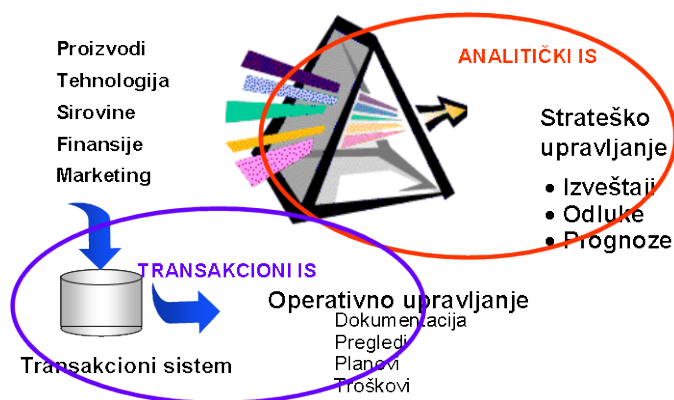 Proizvodi
Tehnologija
Sirovine
Finansije
Marketing
ANALITIČKI IS
Strateško
upravljanje
• Izveštaji
• Odluke
• Prognoze
TRANSAKCIONI IS
Transakcioni sistem
Operativno upravljanje
Dokumentacija
Pregledi
Planovi
Troškovi